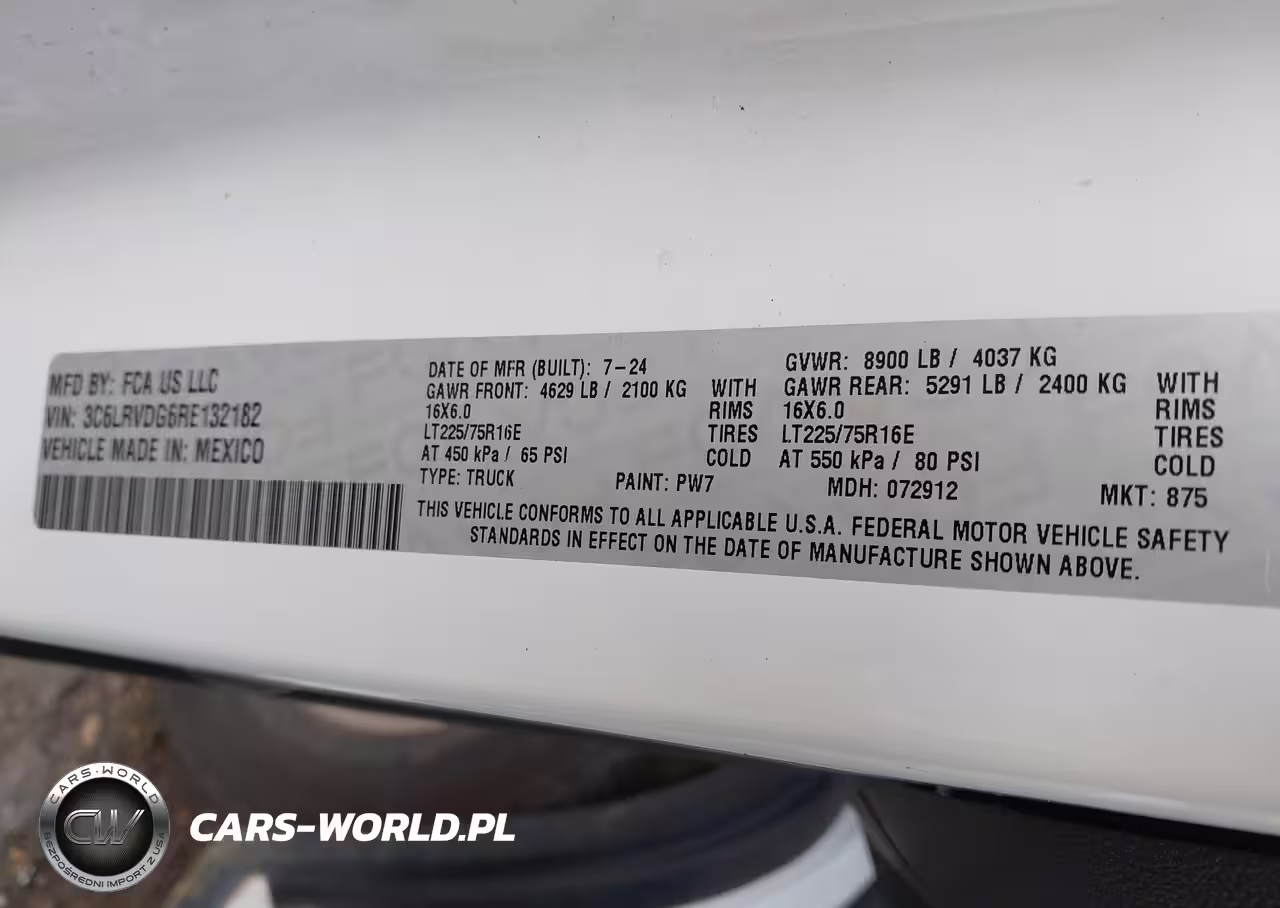 MFD BY: FCA US LLC
VIN: 3C6LRVDG6RE132182
VEHICLE MADE IN: MEXICO
DATE OF MFR (BUILT): 7-24
GVWR: 8900 LB / 4037 KG
GAWR FRONT: 4629 LB / 2100 KG WITH
16X6.0 RIMS
LT225/75R16E TIRES
AT 450 kPa / 65 PSI COLD
GAWR REAR: 5291 LB / 2400 KG WITH
16X6.0 RIMS
LT225/75R16E TIRES
AT 550 kPa / 80 PSI COLD
TYPE: TRUCK PAINT: PW7 MDH: 072912 MKT: 875
THIS VEHICLE CONFORMS TO ALL APPLICABLE U.S.A. FEDERAL MOTOR VEHICLE SAFETY
STANDARDS IN EFFECT ON THE DATE OF MANUFACTURE SHOWN ABOVE.
CARS-WORLD
CW
BEZPOŚREDNI IMPORT Z USA
CARS-WORLD.PL